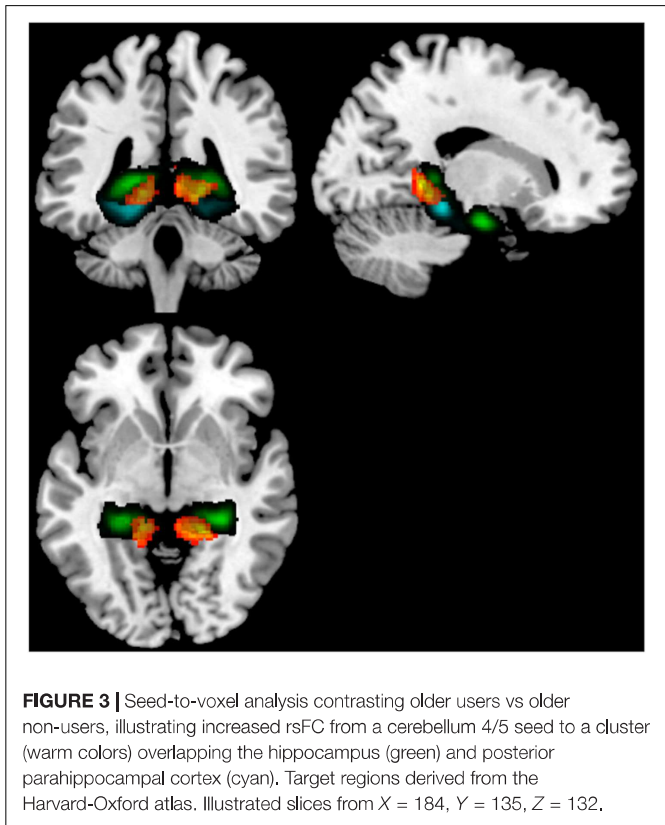 FIGURE 3 | Seed-to-voxel analysis contrasting older users vs older
non-users, illustrating increased rsFC from a cerebellum 4/5 seed to a cluster
(warm colors) overlapping the hippocampus (green) and posterior
parahippocampal cortex (cyan). Target regions derived from the
Harvard-Oxford atlas. Illustrated slices from X = 184, Y = 135, Z = 132.